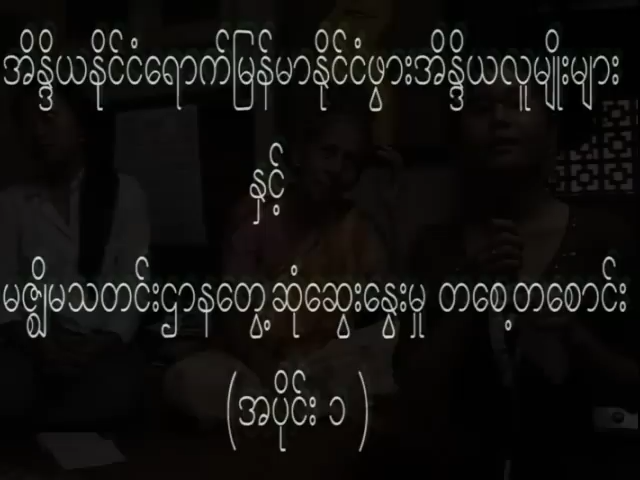 အိန္ဒိယနိုင်ငံရောက်မြန်မာနိုင်ငံဖွားအိန္ဒိယလူမျိုးများ
နှင့်
မဇ္ဈိမသတင်းဌာနတွေ့ဆုံဆွေးနွေးမှု တစေ့တစောင်း
(အပိုင်း ၁ )